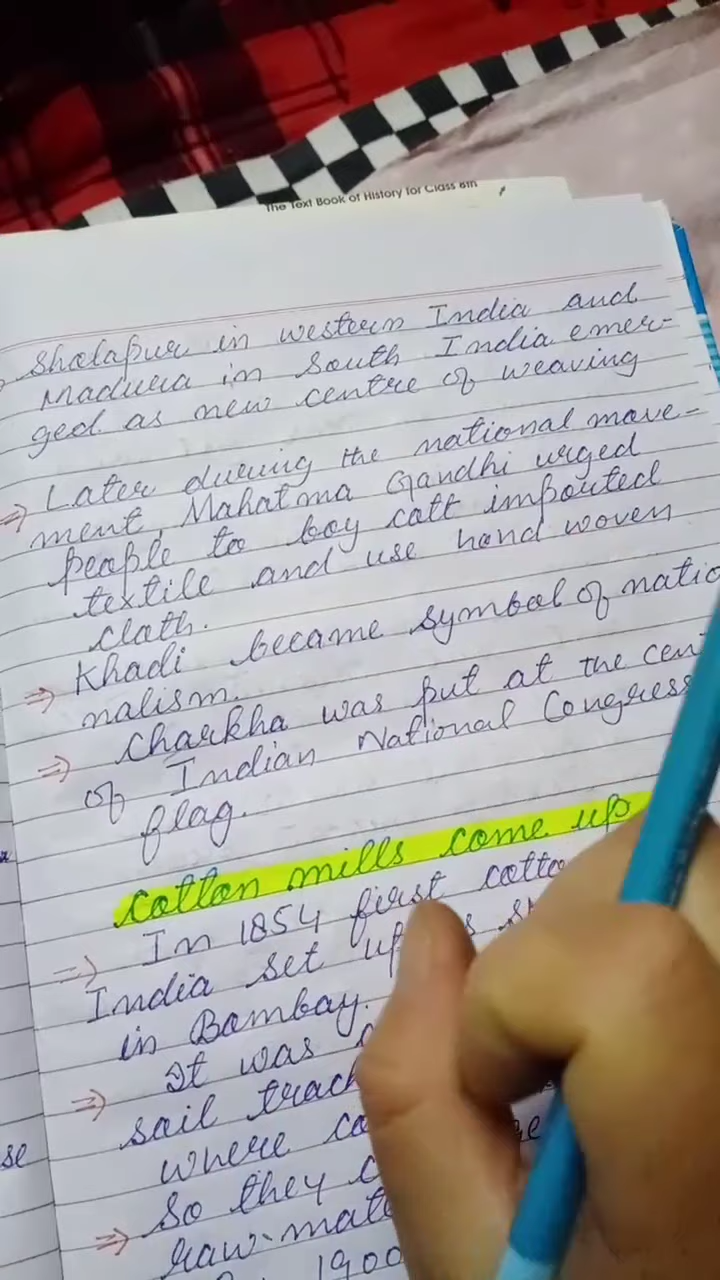 The Text Book of History for Class 8th
Sholapur in western India and
Madura in South India emer-
ged as new centre of weaving
⇒ Later during the national move-
ment, Mahatma Gandhi urged
people to boy catt imported
textile and use hand woven
cloth.
⇒ Khadi became symbol of natio
nalism.
⇒ Charkha was put at the cen
of Indian National Congress
flag.
cotton mills come up
⇒ In 1854 first cotto
India set up
in Bombay.
⇒ It was
sail
where
so they
⇒ raw-mat
1900
se